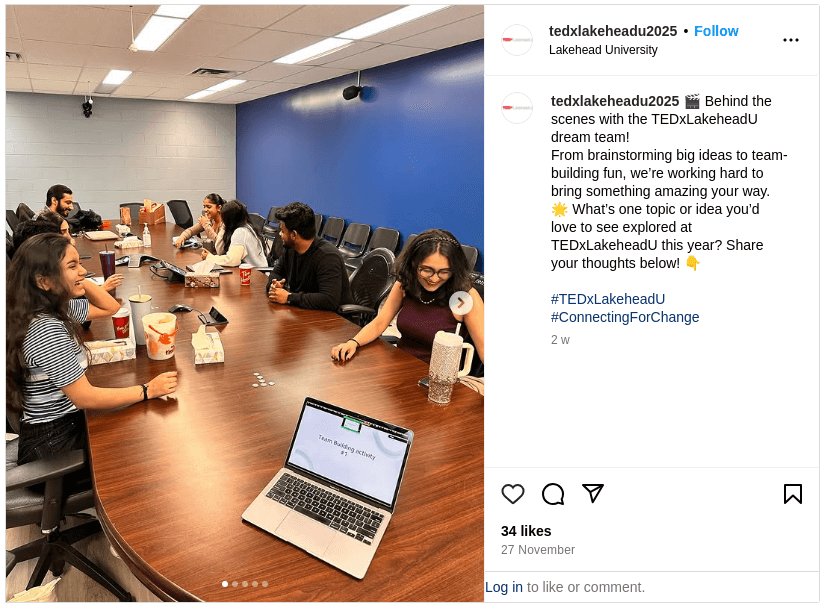 tedxlakeheadu2025 • Follow
Lakehead University
tedxlakeheadu2025 🎬 Behind the
scenes with the TEDxLakeheadU
dream team!
From brainstorming big ideas to team-
building fun, we’re working hard to
bring something amazing your way.
🌟 What’s one topic or idea you’d
love to see explored at
TEDxLakeheadU this year? Share
your thoughts below! 👇
#TEDxLakeheadU
#ConnectingForChange
2 w
Team Building activity
#1
34 likes
27 November
Log in to like or comment.